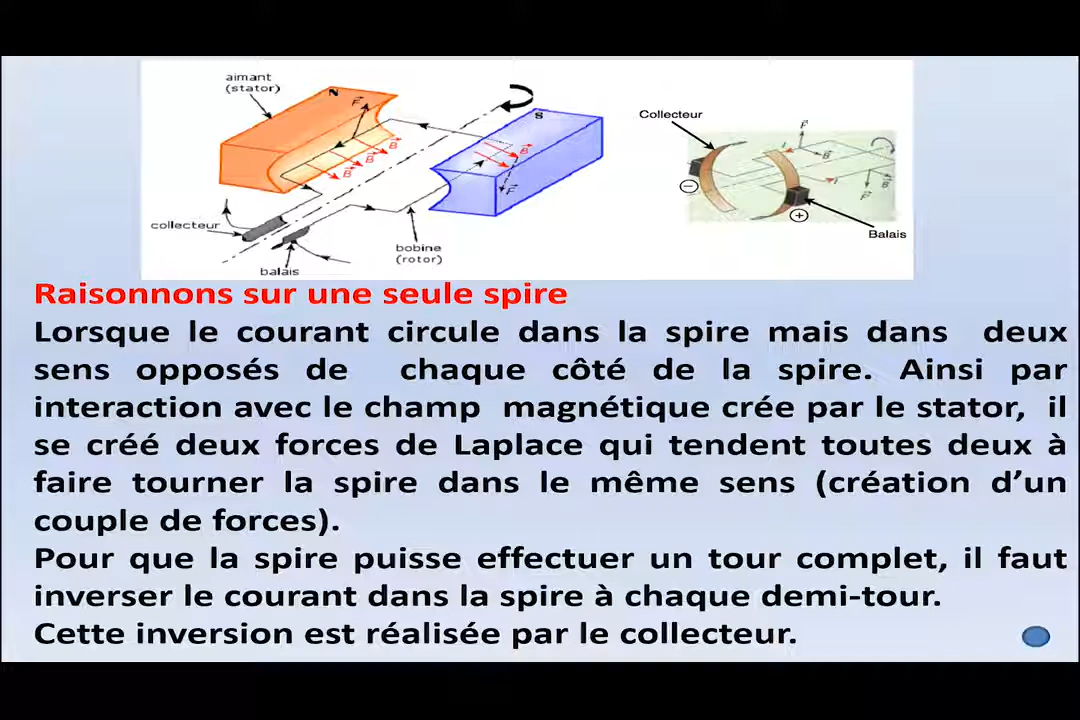 aimant
(stator)
N
F
B
B
B
S
B
F
collecteur
balais
bobine
(rotor)
Collecteur
F
I
B
I
B
F
−
+
Balais
Raisonnons sur une seule spire
Lorsque le courant circule dans la spire mais dans deux
sens opposés de chaque côté de la spire. Ainsi par
interaction avec le champ magnétique crée par le stator, il
se créé deux forces de Laplace qui tendent toutes deux à
faire tourner la spire dans le même sens (création d’un
couple de forces).
Pour que la spire puisse effectuer un tour complet, il faut
inverser le courant dans la spire à chaque demi-tour.
Cette inversion est réalisée par le collecteur.